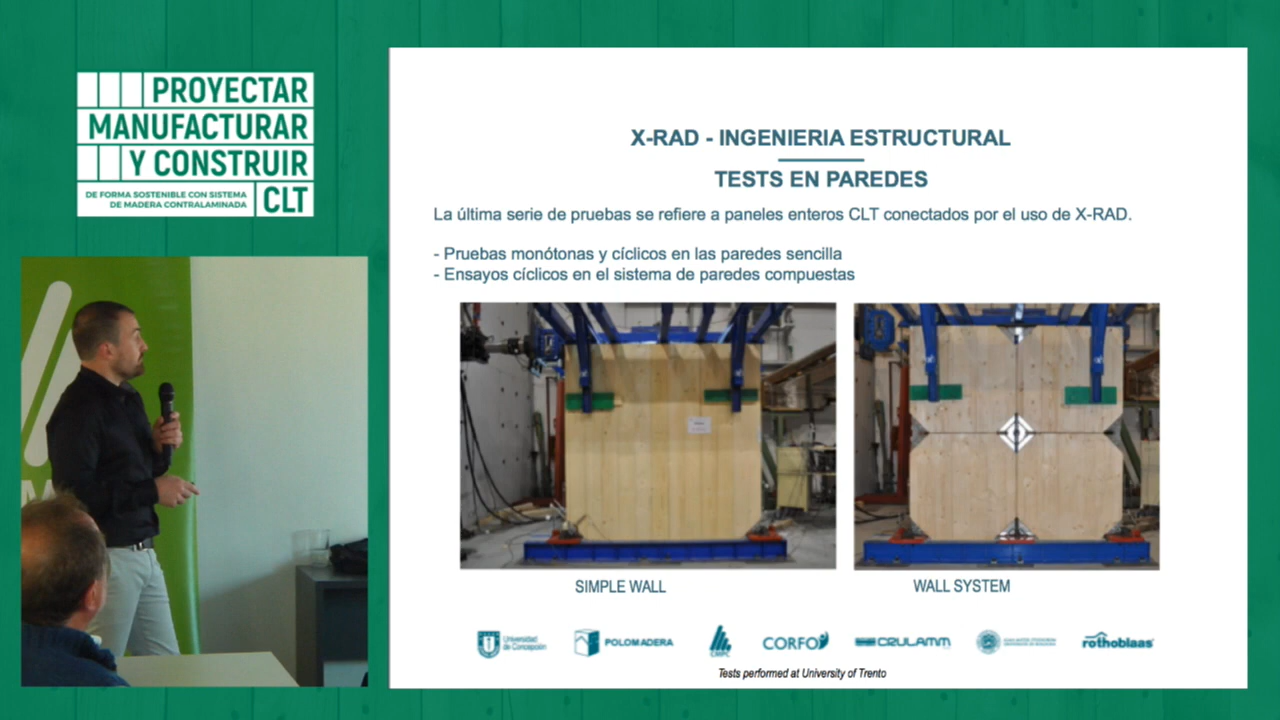 PROYECTAR
MANUFACTURAR
Y CONSTRUIR
DE FORMA SOSTENIBLE CON SISTEMA
DE MADERA CONTRALAMINADA
CLT
X-RAD - INGENIERIA ESTRUCTURAL
TESTS EN PAREDES
La última serie de pruebas se refiere a paneles enteros CLT conectados por el uso de X-RAD.
- Pruebas monótonas y cíclicos en las paredes sencilla
- Ensayos cíclicos en el sistema de paredes compuestas
SIMPLE WALL
WALL SYSTEM
Universidad
de Concepción
POLOMADERA
CMPC
CORFO
CRULAMM
rothoblaas
Tests performed at University of Trento